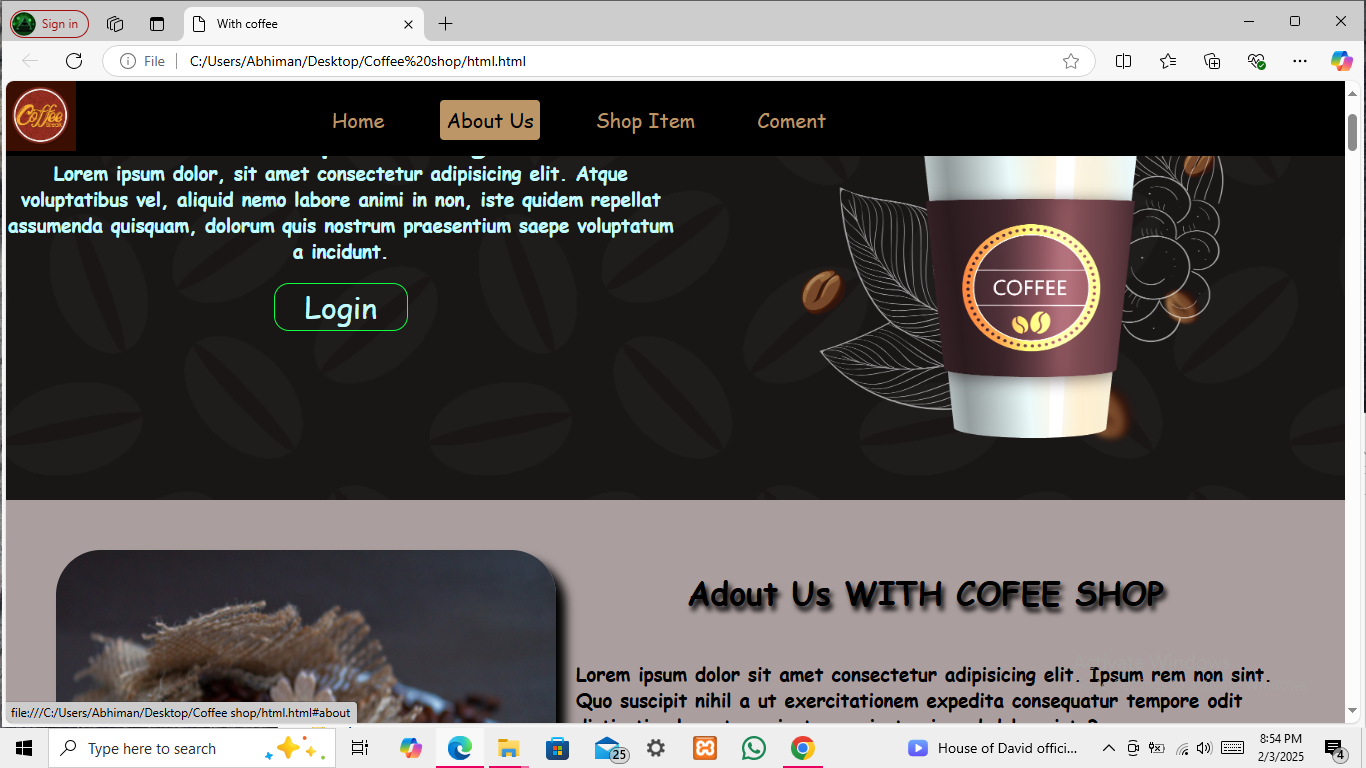 Sign in
With coffee
File
C:/Users/Abhiman/Desktop/Coffee%20shop/html.html
Coffee
Home
About Us
Shop Item
Coment
Lorem ipsum dolor, sit amet consectetur adipisicing elit. Atque
voluptatibus vel, aliquid nemo labore animi in non, iste quidem repellat
assumenda quisquam, dolorum quis nostrum praesentium saepe voluptatum
a incidunt.
Login
COFFEE
Adout Us WITH COFEE SHOP
Lorem ipsum dolor sit amet consectetur adipisicing elit. Ipsum rem non sint.
Quo suscipit nihil a ut exercitationem expedita consequatur tempore odit
file:///C:/Users/Abhiman/Desktop/Coffee shop/html.html#about
Type here to search
25
House of David offici...
8:54 PM
2/3/2025
4